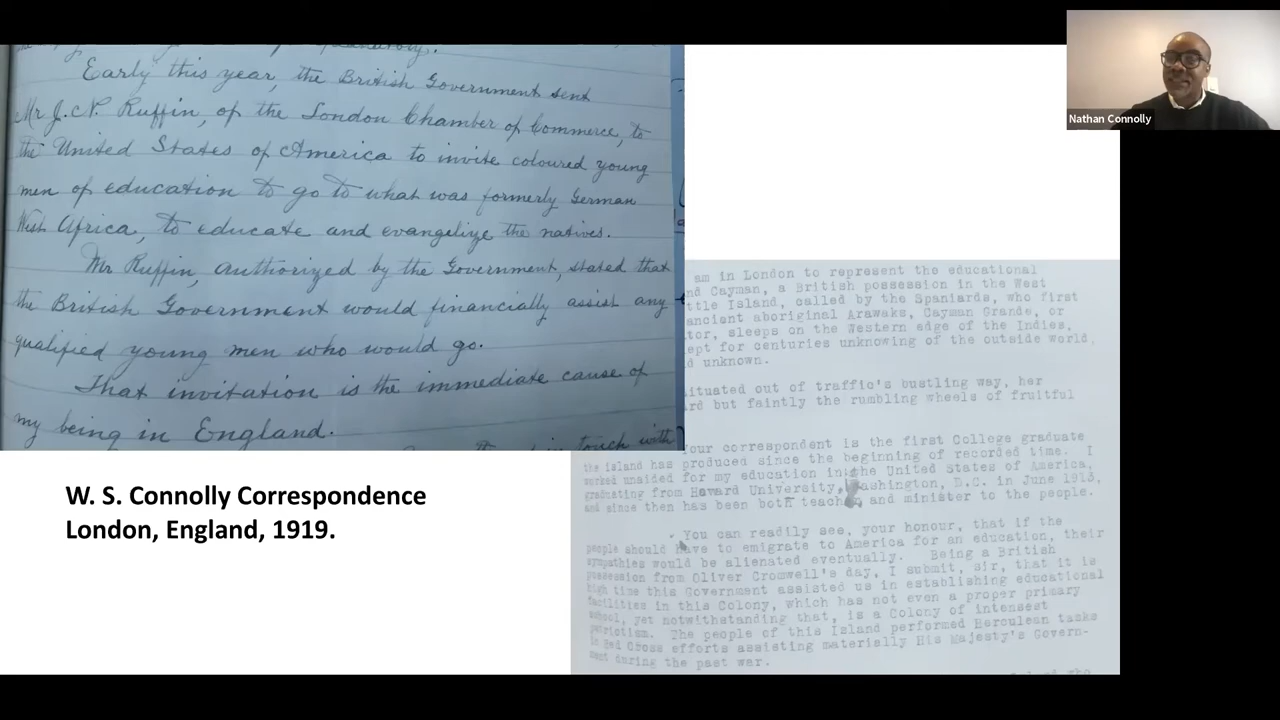 Early this year, the British Government sent
Mr J.C.N. Ruffin, of the London Chamber of Commerce, to
the United States of America to invite coloured young
men of education to go to what was formerly German
West Africa, to educate and evangelize the natives.
Mr Ruffin, authorized by the Government, stated that
the British Government would financially assist any
qualified young men who would go.
That invitation is the immediate cause of
my being in England.
in touch with
W. S. Connolly Correspondence
London, England, 1919.
Nathan Connolly
am in London to represent the educational
nd Cayman, a British possession in the West
ttle Island, called by the Spaniards, who first
ancient aboriginal Arawaks, Cayman Grande, or
tor, sleeps on the Western edge of the Indies,
ept for centuries unknowing of the outside world,
d unknown.
ituated out of traffic's bustling way, her
rd but faintly the rumbling wheels of fruitful
Your correspondent is the first College graduate
the island has produced since the beginning of recorded time. I
worked unaided for my education in the United States of America,
graduating from Howard University, Washington, D.C. in June 1913,
and since then has been both teacher and minister to the people.
You can readily see, your honour, that if the
people should have to emigrate to America for an education, their
sympathies would be alienated eventually. Being a British
possession from Oliver Cromwell's day, I submit, sir, that it is
high time this Government assisted us in establishing educational
facilities in this Colony, which has not even a proper primary
school, yet notwithstanding that, is a Colony of intensest
patriotism. The people of this Island performed Herculean tasks
in Red Cross efforts assisting materially His Majesty's Govern-
ment during the past war.